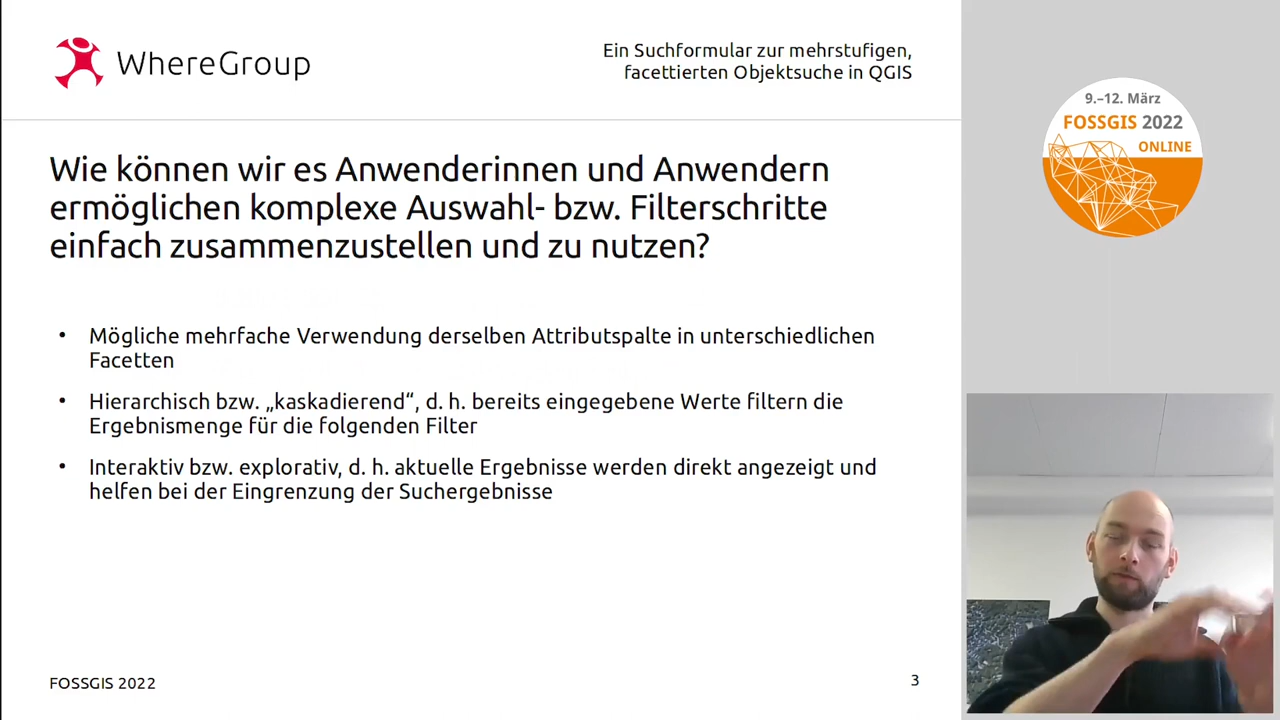 WhereGroup
Ein Suchformular zur mehrstufigen,
facettierten Objektsuche in QGIS
Wie können wir es Anwenderinnen und Anwendern
ermöglichen komplexe Auswahl- bzw. Filterschritte
einfach zusammenzustellen und zu nutzen?
• Mögliche mehrfache Verwendung derselben Attributspalte in unterschiedlichen
Facetten
• Hierarchisch bzw. „kaskadierend“, d. h. bereits eingegebene Werte filtern die
Ergebnismenge für die folgenden Filter
• Interaktiv bzw. explorativ, d. h. aktuelle Ergebnisse werden direkt angezeigt und
helfen bei der Eingrenzung der Suchergebnisse
FOSSGIS 2022
3
9.–12. März
FOSSGIS 2022
ONLINE